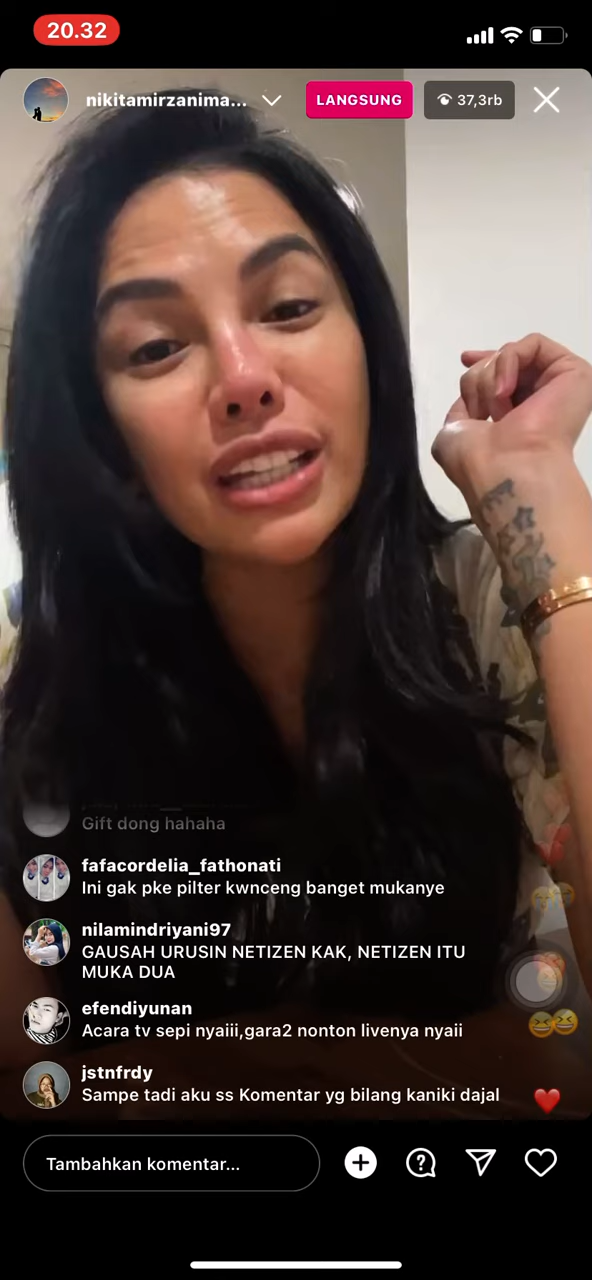 20.32
nikitamirzanima...
LANGSUNG
37,3rb
Gift dong hahaha
fafacordelia_fathonati
Ini gak pke pilter kwnceng banget mukanye
nilamindriyani97
GAUSAH URUSIN NETIZEN KAK, NETIZEN ITU
MUKA DUA
efendiyunan
Acara tv sepi nyaiii,gara2 nonton livenya nyaii
jstnfrdy
Sampe tadi aku ss Komentar yg bilang kaniki dajal
Tambahkan komentar...